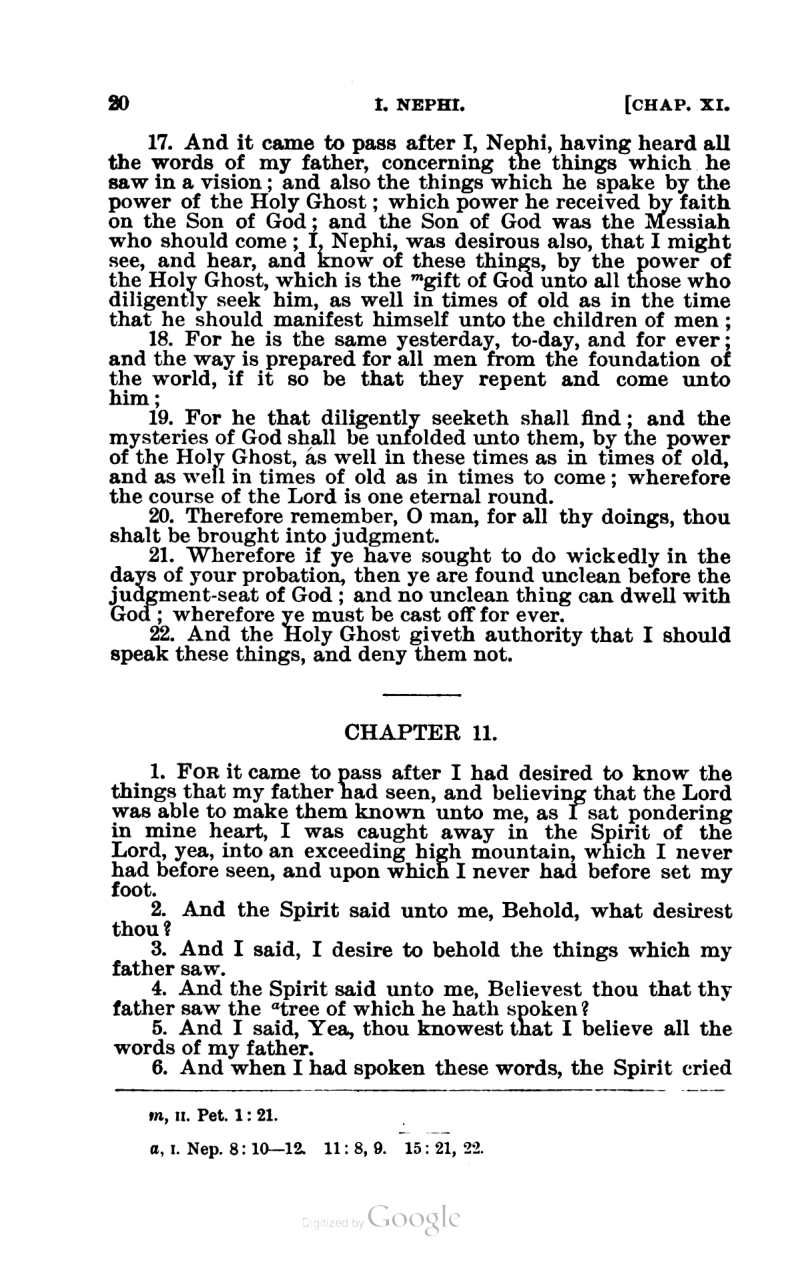 20 I. NEPHI. [CHAP. XI.
17. And it came to pass after I, Nephi, having heard all
the words of my father, concerning the things which he
saw in a vision; and also the things which he spake by the
power of the Holy Ghost; which power he received by faith
on the Son of God; and the Son of God was the Messiah
who should come; I, Nephi, was desirous also, that I might
see, and hear, and know of these things, by the power of
the Holy Ghost, which is the ᵐgift of God unto all those who
diligently seek him, as well in times of old as in the time
that he should manifest himself unto the children of men;
18. For he is the same yesterday, to-day, and for ever;
and the way is prepared for all men from the foundation of
the world, if it so be that they repent and come unto
him;
19. For he that diligently seeketh shall find; and the
mysteries of God shall be unfolded unto them, by the power
of the Holy Ghost, as well in these times as in times of old,
and as well in times of old as in times to come; wherefore
the course of the Lord is one eternal round.
20. Therefore remember, O man, for all thy doings, thou
shalt be brought into judgment.
21. Wherefore if ye have sought to do wickedly in the
days of your probation, then ye are found unclean before the
judgment-seat of God; and no unclean thing can dwell with
God; wherefore ye must be cast off for ever.
22. And the Holy Ghost giveth authority that I should
speak these things, and deny them not.
CHAPTER 11.
1. FOR it came to pass after I had desired to know the
things that my father had seen, and believing that the Lord
was able to make them known unto me, as I sat pondering
in mine heart, I was caught away in the Spirit of the
Lord, yea, into an exceeding high mountain, which I never
had before seen, and upon which I never had before set my
foot.
2. And the Spirit said unto me, Behold, what desirest
thou?
3. And I said, I desire to behold the things which my
father saw.
4. And the Spirit said unto me, Believest thou that thy
father saw the ᵃtree of which he hath spoken?
5. And I said, Yea, thou knowest that I believe all the
words of my father.
6. And when I had spoken these words, the Spirit cried
m, II. Pet. 1: 21.
a, I. Nep. 8: 10—12. 11: 8, 9. 15: 21, 22.
Digitized by Google